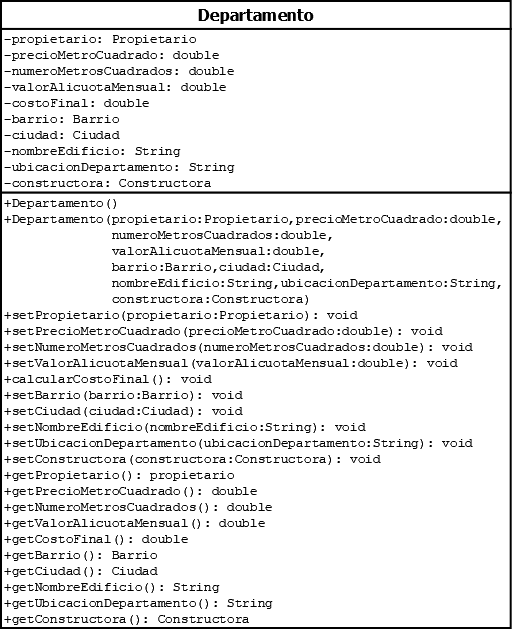 Departamento
-propietario: Propietario
-precioMetroCuadrado: double
-numeroMetrosCuadrados: double
-valorAlicuotaMensual: double
-costoFinal: double
-barrio: Barrio
-ciudad: Ciudad
-nombreEdificio: String
-ubicacionDepartamento: String
-constructora: Constructora
+Departamento()
+Departamento(propietario:Propietario,precioMetroCuadrado:double,
numeroMetrosCuadrados:double,
valorAlicuotaMensual:double,
barrio:Barrio,ciudad:Ciudad,
nombreEdificio:String,ubicacionDepartamento:String,
constructora:Constructora)
+setPropietario(propietario:Propietario): void
+setPrecioMetroCuadrado(precioMetroCuadrado:double): void
+setNumeroMetrosCuadrados(numeroMetrosCuadrados:double): void
+setValorAlicuotaMensual(valorAlicuotaMensual:double): void
+calcularCostoFinal(): void
+setBarrio(barrio:Barrio): void
+setCiudad(ciudad:Ciudad): void
+setNombreEdificio(nombreEdificio:String): void
+setUbicacionDepartamento(ubicacionDepartamento:String): void
+setConstructora(constructora:Constructora): void
+getPropietario(): propietario
+getPrecioMetroCuadrado(): double
+getNumeroMetrosCuadrados(): double
+getValorAlicuotaMensual(): double
+getCostoFinal(): double
+getBarrio(): Barrio
+getCiudad(): Ciudad
+getNombreEdificio(): String
+getUbicacionDepartamento(): String
+getConstructora(): Constructora